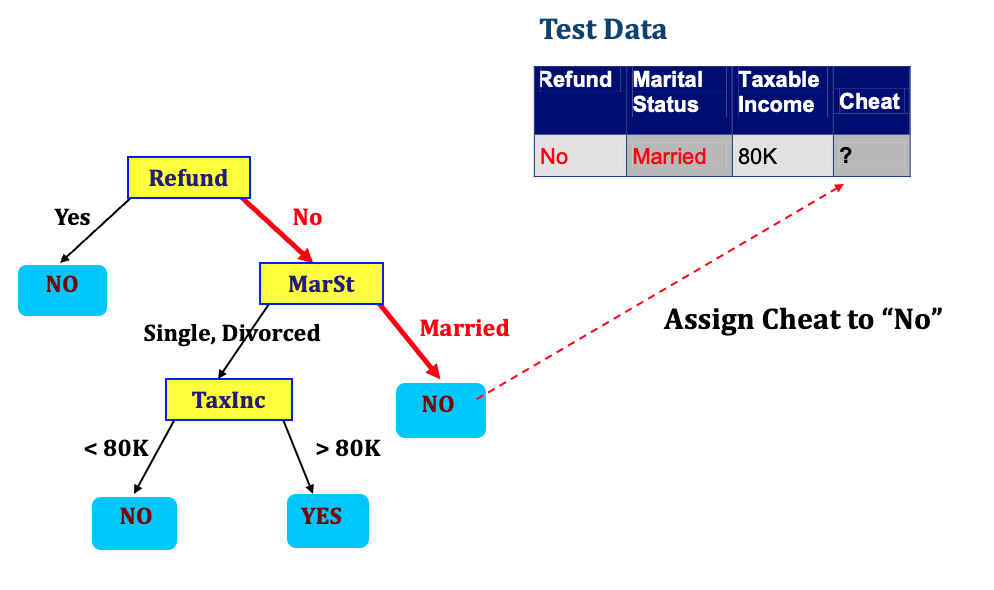 Test Data
Refund Marital Status Taxable Income Cheat
No Married 80K ?
Refund
Yes No
NO
MarSt
Single, Divorced Married
TaxInc
NO
Assign Cheat to “No”
< 80K > 80K
NO YES